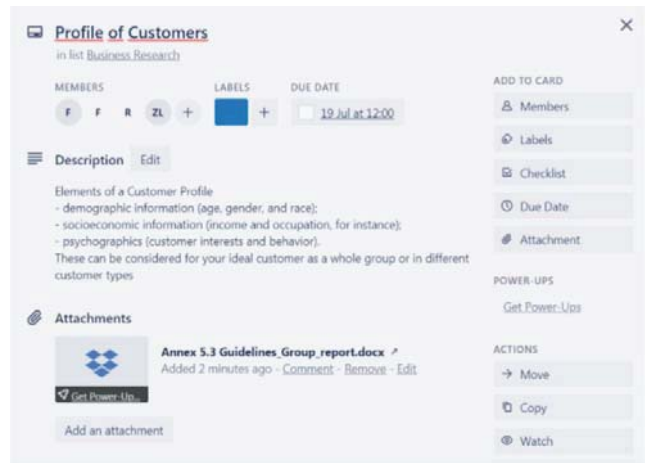 Profile of Customers
in list Business Research
MEMBERS LABELS DUE DATE
F F R ZL + + 19 Jul at 12:00
Description Edit
Elements of a Customer Profile
- demographic information (age, gender, and race);
- socioeconomic information (income and occupation, for instance);
- psychographics (customer interests and behavior).
These can be considered for your ideal customer as a whole group or in different
customer types
Attachments
Annex 5.3 Guidelines_Group_report.docx ↗
Added 2 minutes ago - Comment - Remove - Edit
Get Power-Up...
Add an attachment
ADD TO CARD
Members
Labels
Checklist
Due Date
Attachment
POWER-UPS
Get Power-Ups
ACTIONS
→ Move
Copy
Watch